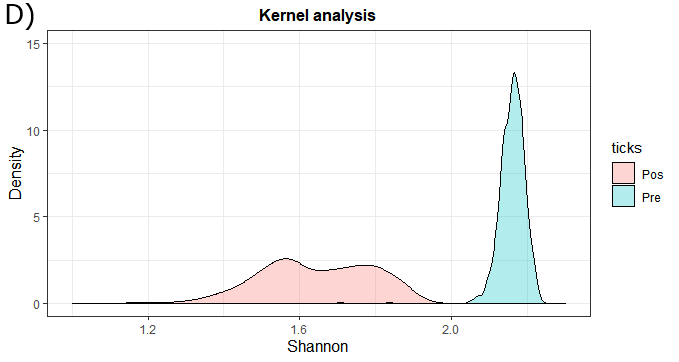 D)
Kernel analysis
15
10
5
0
Density
1.2 1.6 2.0
Shannon
ticks
Pos
Pre